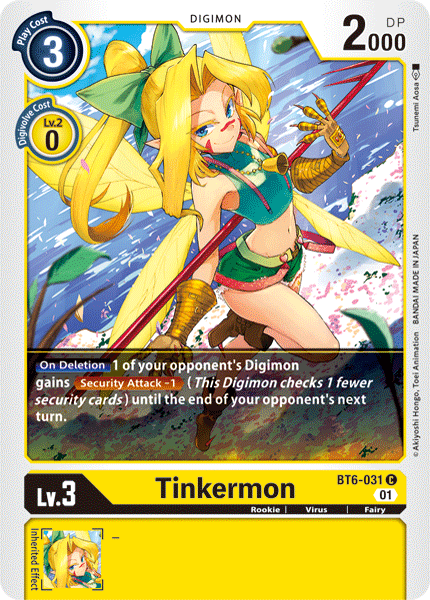 Play Cost
3
DIGIMON
DP
2000
Digivolve Cost
Lv.2
0
Tsunemi Aosa
©Akiyoshi Hongo, Toei Animation BANDAI MADE IN JAPAN
On Deletion 1 of your opponent's Digimon
gains Security Attack -1 (This Digimon checks 1 fewer
security cards) until the end of your opponent's next
turn.
Lv.3
Tinkermon
BT6-031 C
01
Rookie | Virus | Fairy
Inherited Effect
–